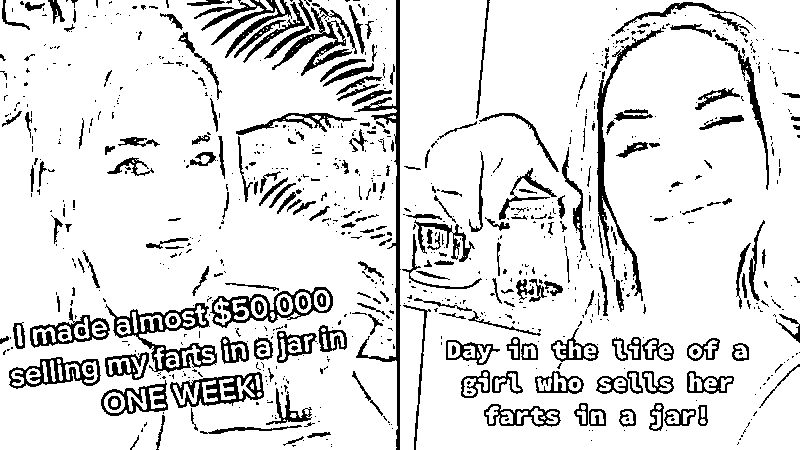 I made almost $50,000
selling my farts in a jar in
ONE WEEK!
Day in the life of a
girl who sells her
farts in a jar!